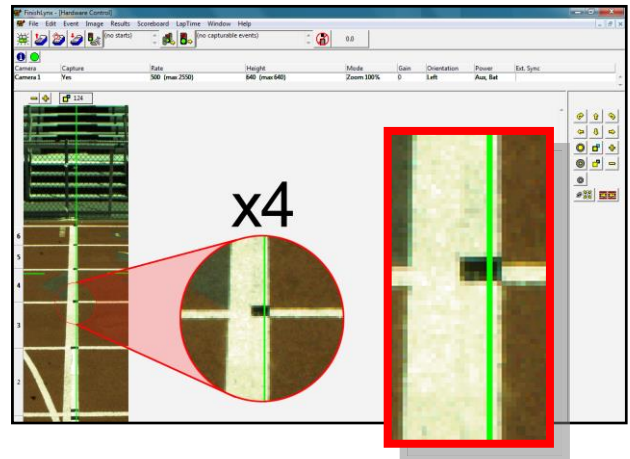 FinishLynx - [Hardware Control]
File Edit Event Image Results Scoreboard LapTime Window Help
(no starts)
(no capturable events)
0.0
Camera Capture Rate Height Mode Gain Orientation Power Ext. Sync
Camera 1 Yes 500 (max 2550) 640 (max 640) Zoom 100% 0 Left Aux, Bat
124
x4
6
5
4
3
2